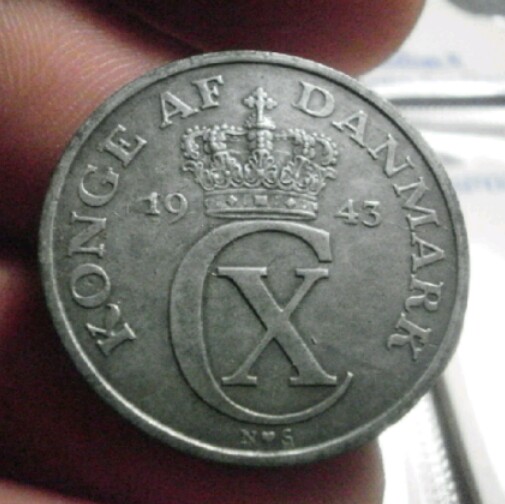 KONGE AF DANMARK
19 43
CX
N♥S